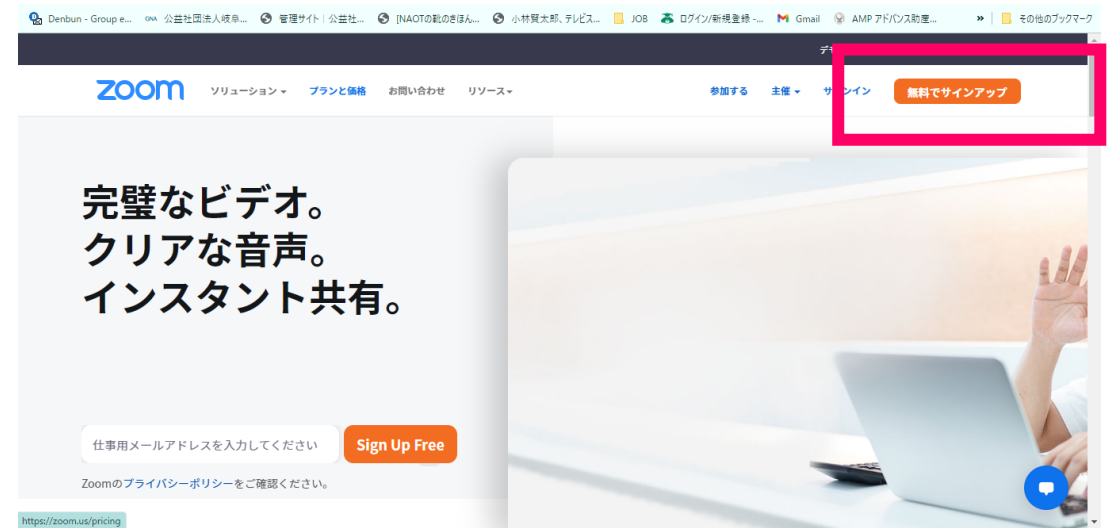 Denbun - Group e... GNA 公益社団法人岐阜... 管理サイト｜公益社... [NAOTの靴のきほん... 小林賢太郎、テレビス... JOB ログイン/新規登録 -... Gmail AMP アドバンス助産... » その他のブックマーク
zoom ソリューション プランと価格 お問い合わせ リソース 参加する 主催 サインイン 無料でサインアップ
完璧なビデオ。
クリアな音声。
インスタント共有。
仕事用メールアドレスを入力してください Sign Up Free
Zoomのプライバシーポリシーをご確認ください。
https://zoom.us/pricing